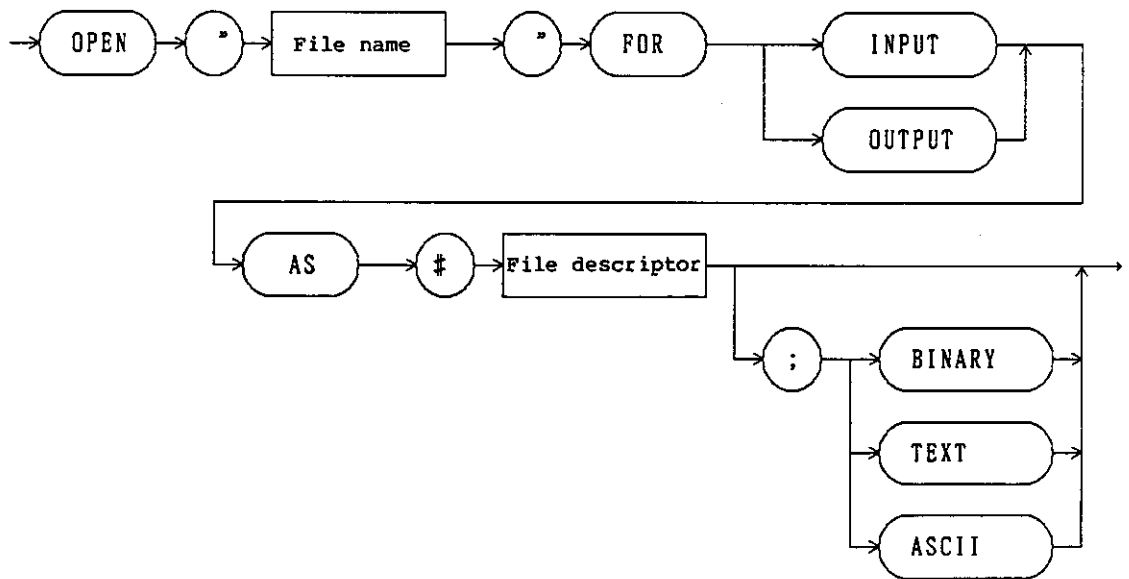 OPEN " File name " FOR INPUT
OUTPUT
AS # File descriptor
; BINARY
TEXT
ASCII